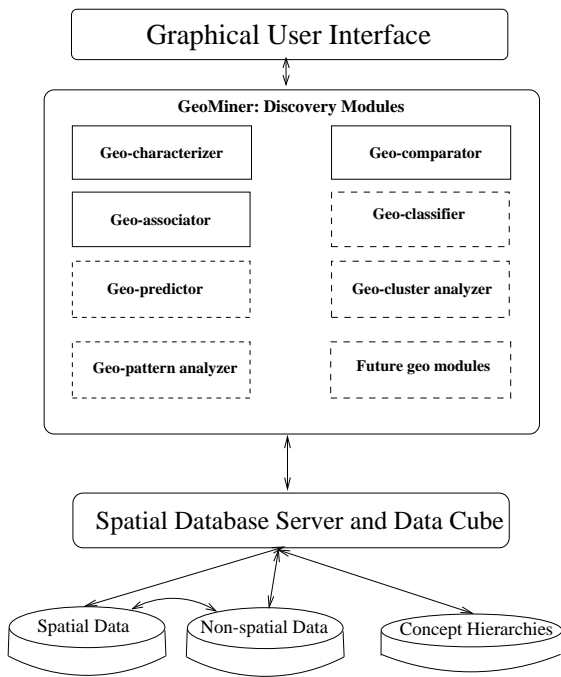 Graphical User Interface
GeoMiner: Discovery Modules
Geo-characterizer
Geo-comparator
Geo-associator
Geo-classifier
Geo-predictor
Geo-cluster analyzer
Geo-pattern analyzer
Future geo modules
Spatial Database Server and Data Cube
Spatial Data
Non-spatial Data
Concept Hierarchies